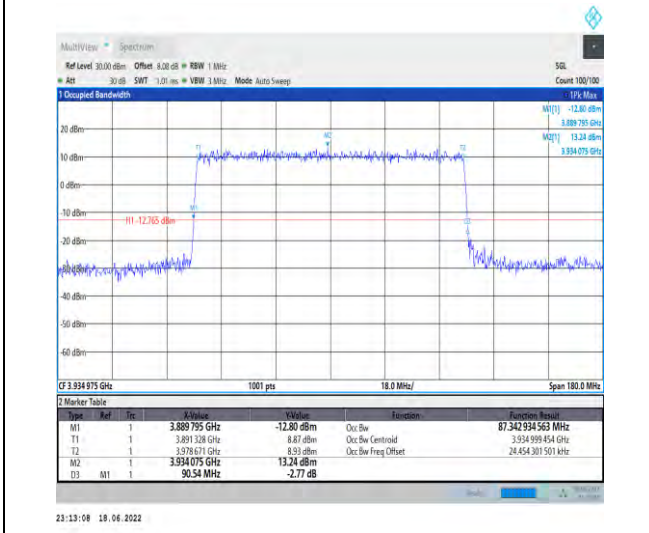 MultiView Spectrum
Ref Level 30.00 dBm Offset 8.08 dB RBW 1 MHz SGL
Att 30 dB SWT 1.01 ms VBW 3 MHz Mode Auto Sweep Count 100/100
1 Occupied Bandwidth 1Pk Max
M1[1] -12.80 dBm
3.889 795 GHz
M2[1] 13.24 dBm
3.934 075 GHz
20 dBm
M2
T1 T2
10 dBm
0 dBm
M1
-10 dBm
H1 -12.765 dBm
D3
-20 dBm
-30 dBm
-40 dBm
-50 dBm
-60 dBm
CF 3.934 975 GHz 1001 pts 18.0 MHz/ Span 180.0 MHz
2 Marker Table
Type Ref Trc X-Value Y-Value Function Function Result
M1 1 3.889 795 GHz -12.80 dBm Occ Bw 87.342 934 563 MHz
T1 1 3.891 328 GHz 8.87 dBm Occ Bw Centroid 3.934 999 454 GHz
T2 1 3.978 671 GHz 8.93 dBm Occ Bw Freq Offset 24.454 301 501 kHz
M2 1 3.934 075 GHz 13.24 dBm
D3 M1 1 90.54 MHz -2.77 dB
23:13:08 18.06.2022